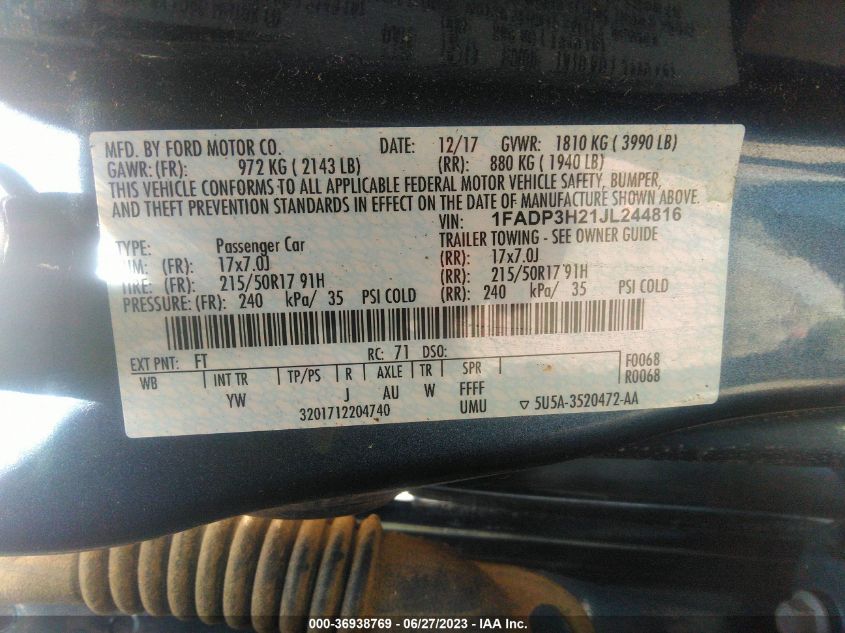 MFD. BY FORD MOTOR CO. DATE: 12/17 GVWR: 1810 KG ( 3990 LB)
GAWR: (FR): 972 KG ( 2143 LB) (RR): 880 KG ( 1940 LB)
THIS VEHICLE CONFORMS TO ALL APPLICABLE FEDERAL MOTOR VEHICLE SAFETY, BUMPER,
AND THEFT PREVENTION STANDARDS IN EFFECT ON THE DATE OF MANUFACTURE SHOWN ABOVE.
VIN: 1FADP3H21JL244816
TYPE: Passenger Car TRAILER TOWING - SEE OWNER GUIDE
(FR): 17x7.0J (RR): 17x7.0J
(FR): 215/50R17 91H (RR): 215/50R17 91H
PRESSURE: (FR): 240 kPa/ 35 PSI COLD (RR): 240 kPa/ 35 PSI COLD
EXT PNT: FT RC: 71 DSO: F0068
WB INT TR TP/PS R AXLE TR SPR R0068
YW J AU W FFFF
3201712204740 UMU ▽ 5U5A-3520472-AA
000-36938769 - 06/27/2023 - IAA Inc.